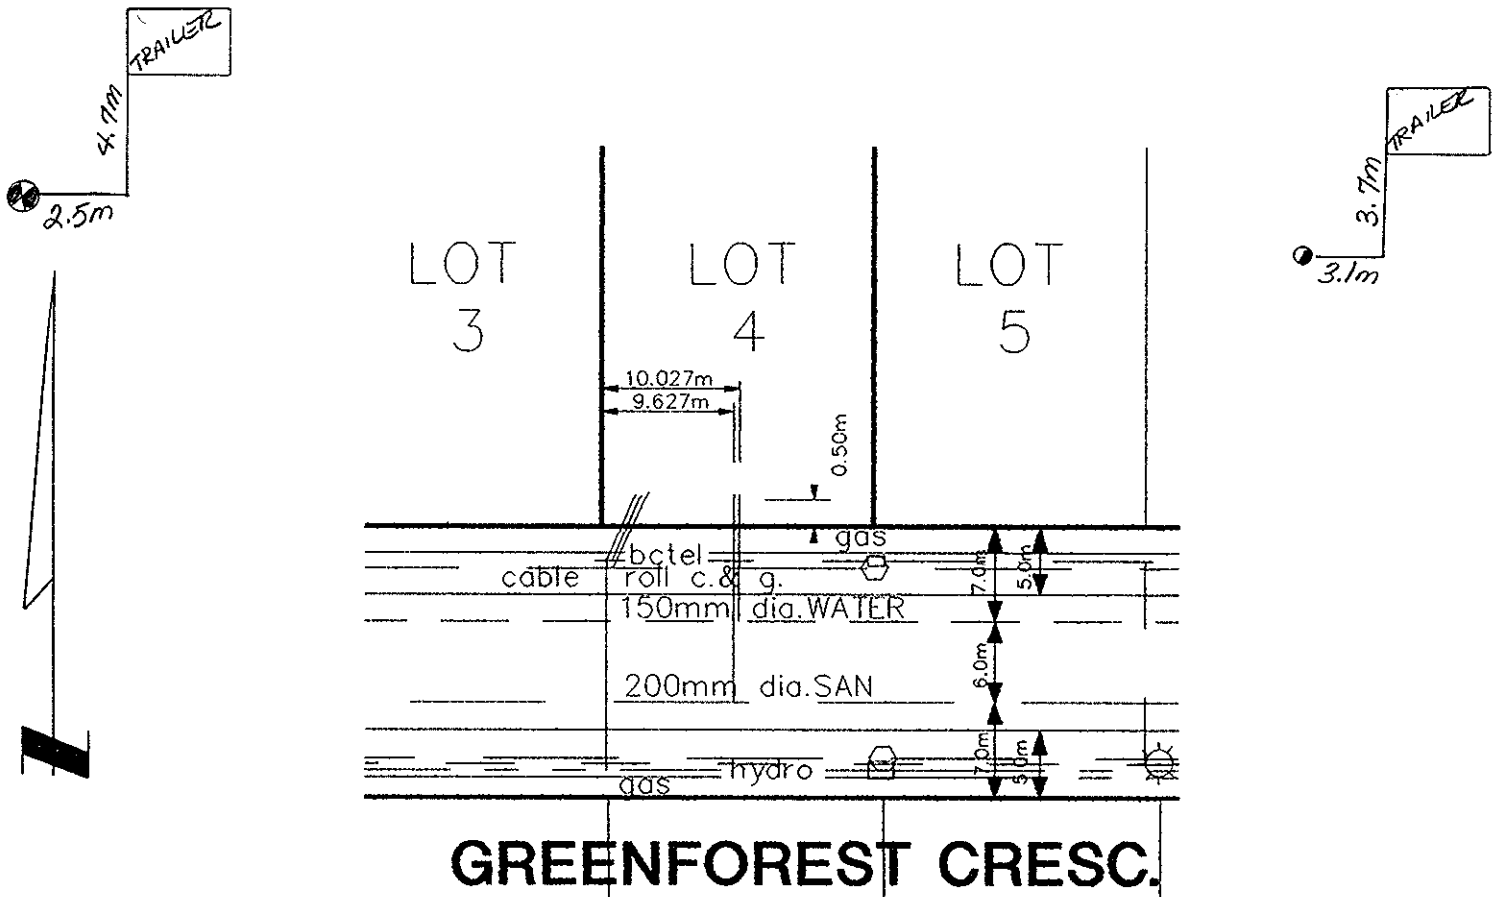 TRAILER
4.7M
2.5m
TRAILER
3.7m
3.1m
LOT
3
LOT
4
LOT
5
10.027m
9.627m
0.50m
gas
bctel
cable roll c.& g.
150mm dia.WATER
7.0m
5.0m
6.0m
200mm dia.SAN
7.0m
5.0m
hydro
gas
GREENFOREST CRESC.